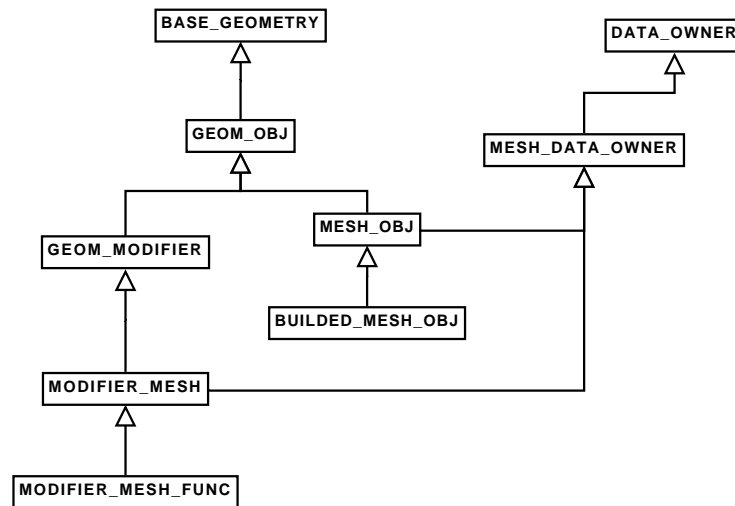 BASE_GEOMETRY
DATA_OWNER
GEOM_OBJ
MESH_DATA_OWNER
MESH_OBJ
GEOM_MODIFIER
BUILDED_MESH_OBJ
MODIFIER_MESH
MODIFIER_MESH_FUNC